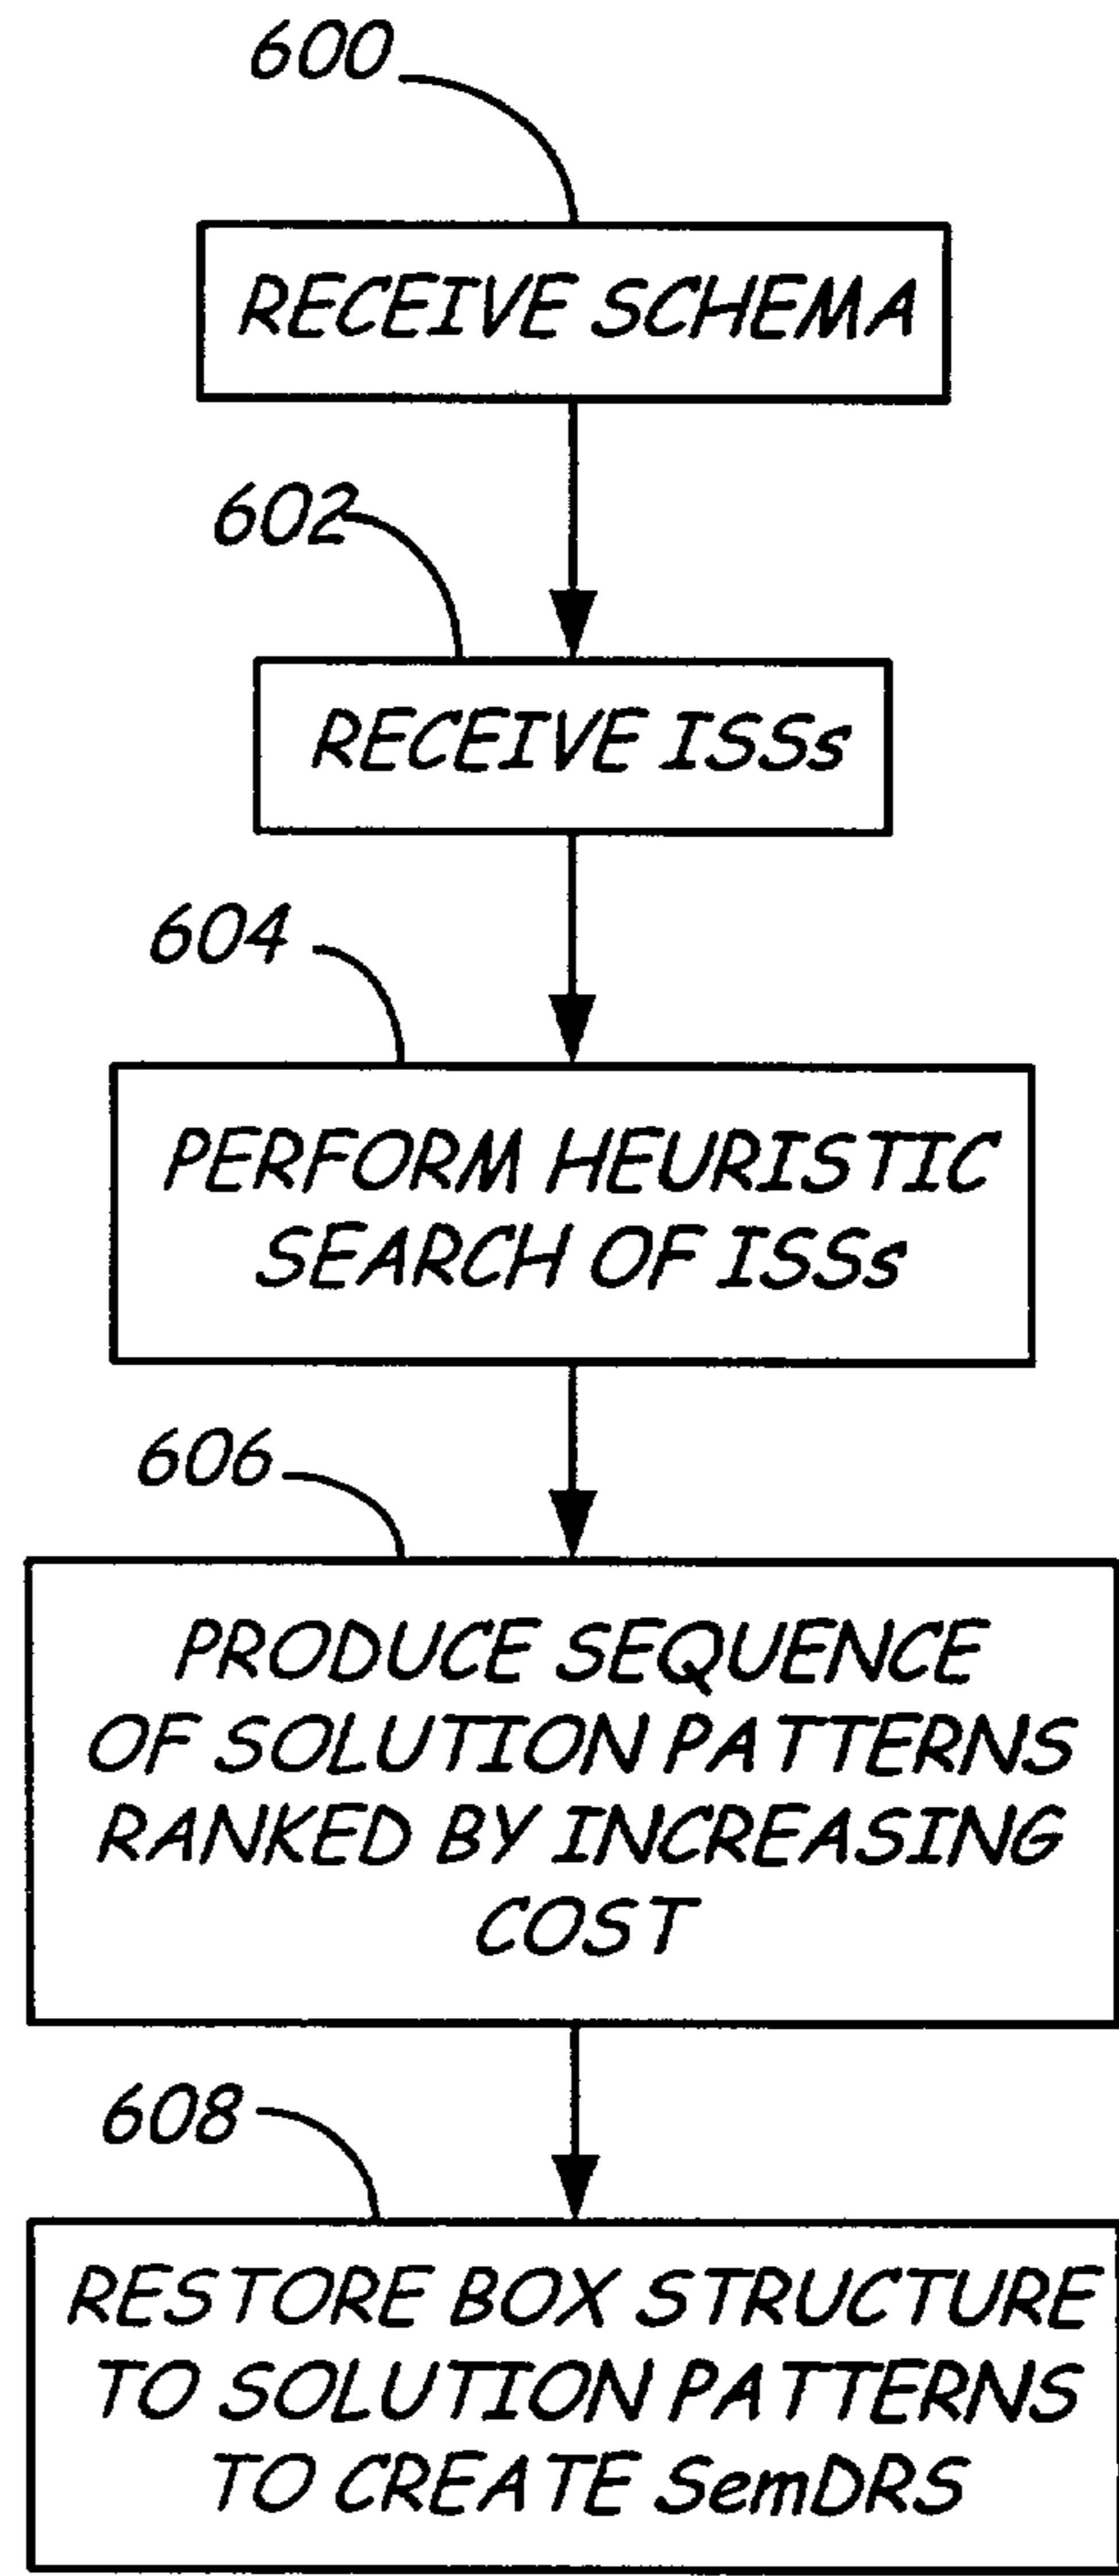 600
RECEIVE SCHEMA
602
RECEIVE ISSs
604
PERFORM HEURISTIC
SEARCH OF ISSs
606
PRODUCE SEQUENCE
OF SOLUTION PATTERNS
RANKED BY INCREASING
COST
608
RESTORE BOX STRUCTURE
TO SOLUTION PATTERNS
TO CREATE SemDRS